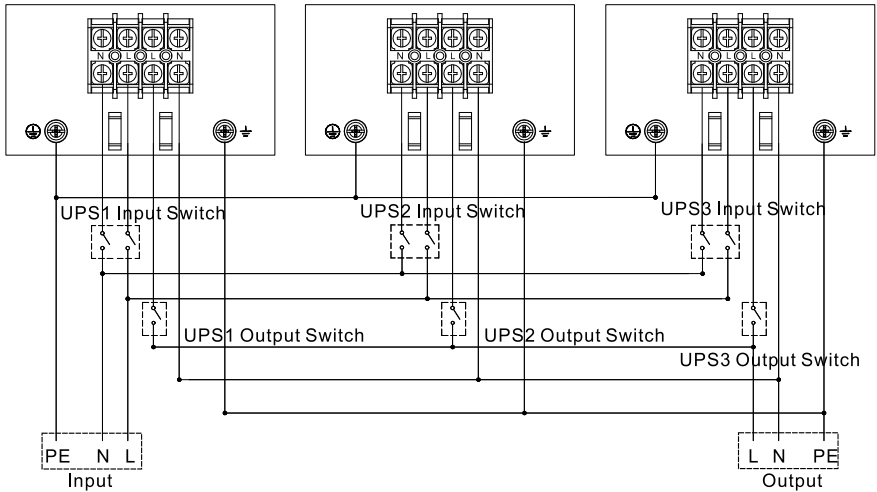 N L L N
N L L N
N L L N
UPS1 Input Switch
UPS2 Input Switch
UPS3 Input Switch
UPS1 Output Switch
UPS2 Output Switch
UPS3 Output Switch
PE N L
L N PE
Input
Output